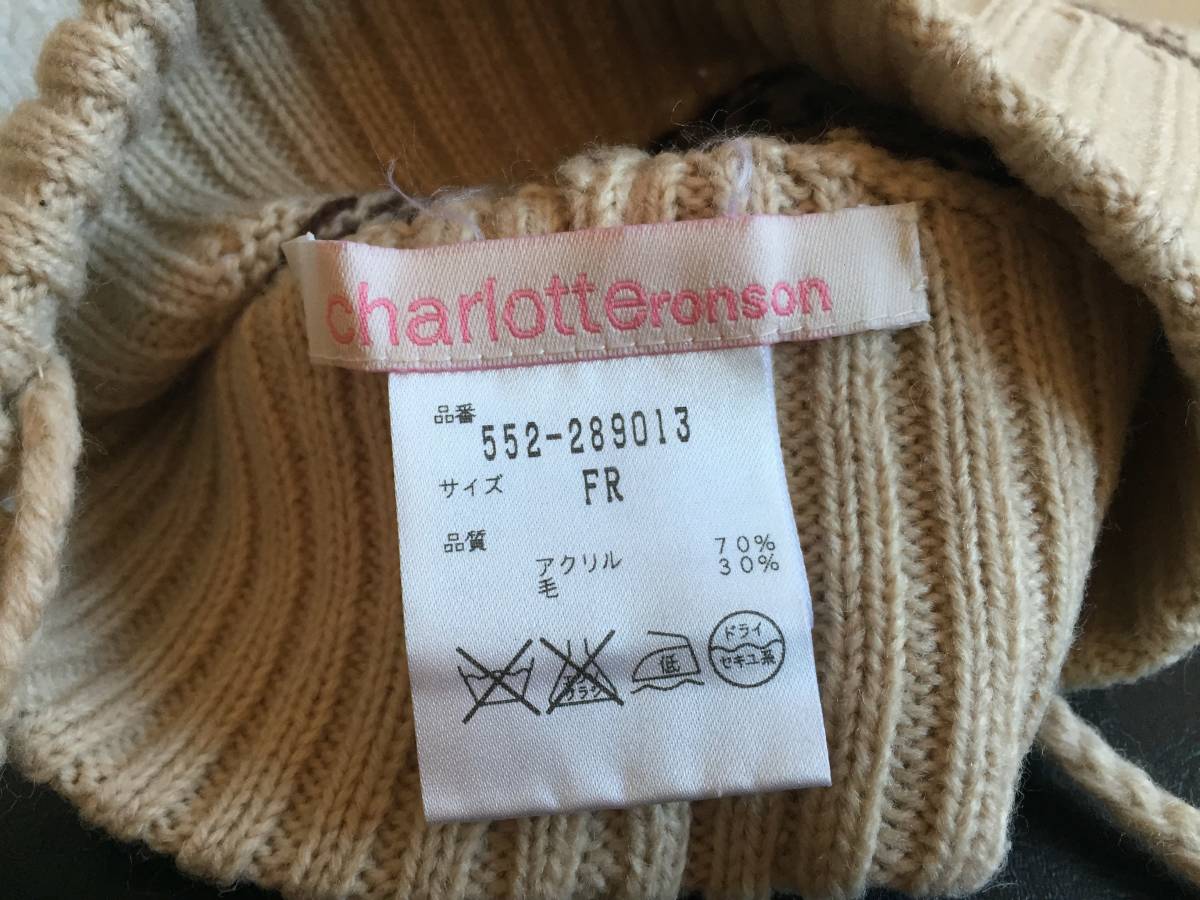 charlotteronson
品番
552-289013
サイズ FR
品質
アクリル 70%
毛 30%
低
ドライ
セキユ系